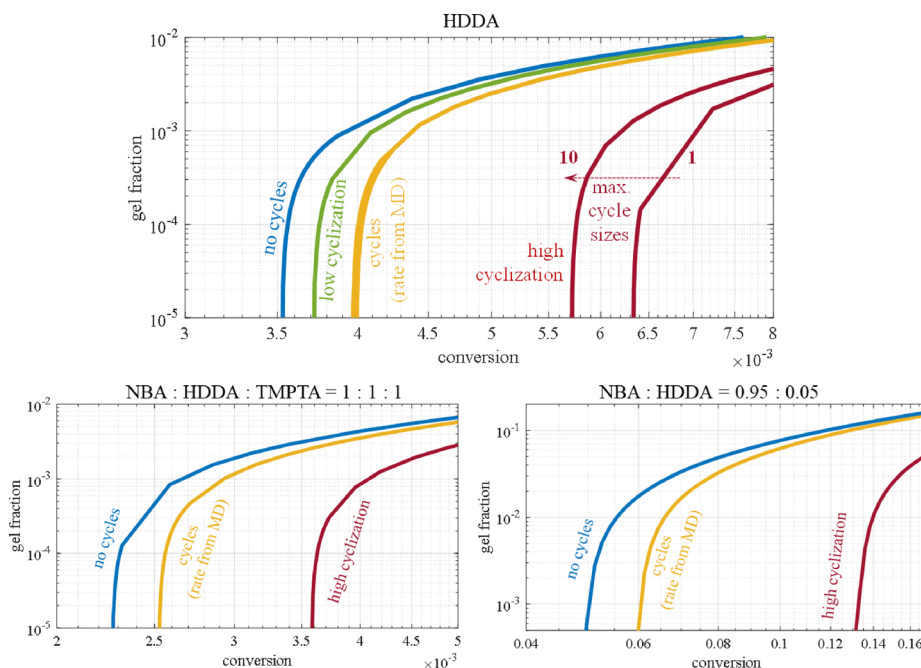 HDDA
gel fraction
10⁻²
10⁻³
10⁻⁴
10⁻⁵
no cycles
low cyclization
cycles
(rate from MD)
high
cyclization
10
1
max.
cycle
sizes
3
3.5
4
4.5
5
5.5
6
6.5
7
7.5
8
conversion
×10⁻³
NBA : HDDA : TMPTA = 1 : 1 : 1
gel fraction
10⁻²
10⁻³
10⁻⁴
10⁻⁵
no cycles
cycles
(rate from MD)
high cyclization
2
2.5
3
3.5
4
4.5
5
conversion
×10⁻³
NBA : HDDA = 0.95 : 0.05
gel fraction
10⁻¹
10⁻²
10⁻³
no cycles
cycles
(rate from MD)
high cyclization
0.04
0.06
0.08
0.1
0.12
0.14
0.16
conversion